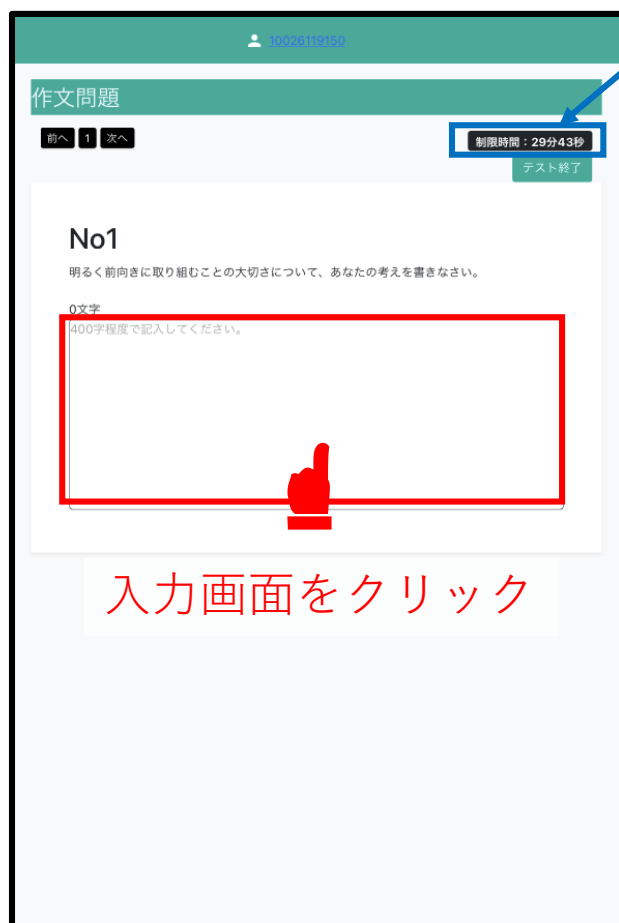 10026119150
作文問題
前へ 1 次へ
制限時間：29分43秒
テスト終了
No1
明るく前向きに取り組むことの大切さについて、あなたの考えを書きなさい。
0文字
400字程度で記入してください。
入力画面をクリック